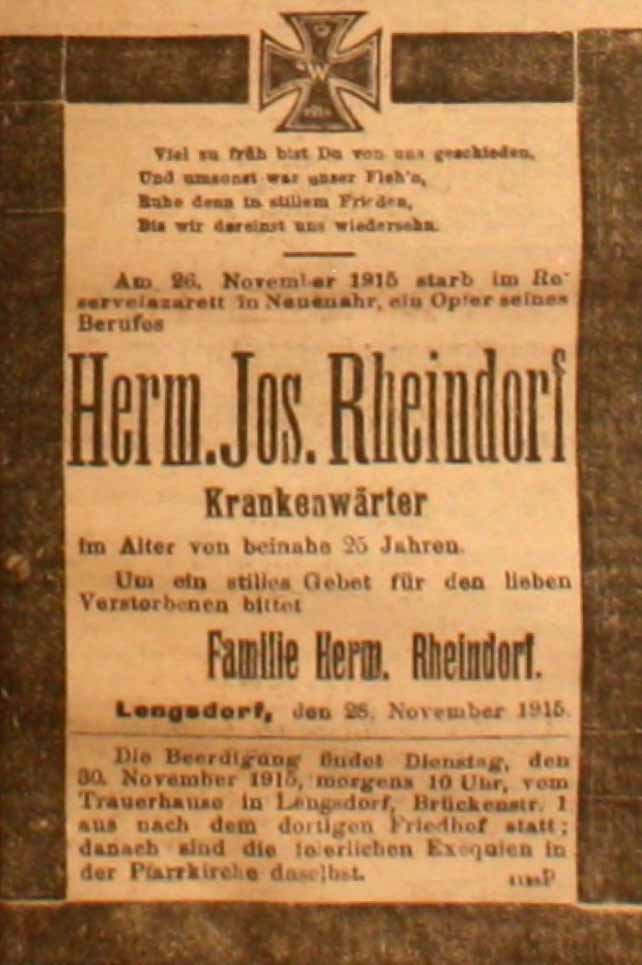 W
Viel zu früh bist Du von uns geschieden,
Und umsonst war unser Fleh'n,
Ruhe denn in stillem Frieden,
Bis wir dereinst uns wiedersehn.
Am 26. November 1915 starb im Re-
servelazarett in Neuenahr, ein Opfer seines
Berufes
Herm. Jos. Rheindorf
Krankenwärter
im Alter von beinahe 25 Jahren.
Um ein stilles Gebet für den lieben
Verstorbenen bittet
Familie Herm. Rheindorf.
Lengsdorf, den 28. November 1915.
Die Beerdigung findet Dienstag, den
30. November 1915, morgens 10 Uhr, vom
Trauerhause in Lengsdorf, Brückenstr. 1
aus nach dem dortigen Friedhof statt;
danach sind die feierlichen Exequien in
der Pfarrkirche daselbst.